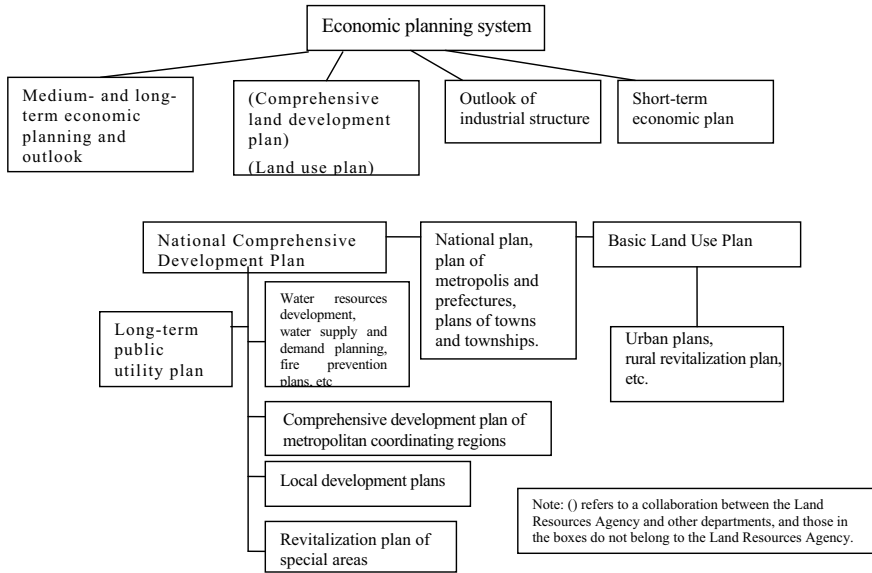 Economic planning system
Medium- and long-
term economic
planning and
outlook
(Comprehensive
land development
plan)
(Land use plan)
Outlook of
industrial structure
Short-term
economic plan
National Comprehensive
Development Plan
National plan,
plan of
metropolis and
prefectures,
plans of towns
and townships.
Basic Land Use Plan
Long-term
public
utility plan
Water resources
development,
water supply and
demand planning,
fire prevention
plans, etc
Urban plans,
rural revitalization plan,
etc.
Comprehensive development plan of
metropolitan coordinating regions
Local development plans
Revitalization plan of
special areas
Note: () refers to a collaboration between the Land
Resources Agency and other departments, and those in
the boxes do not belong to the Land Resources Agency.